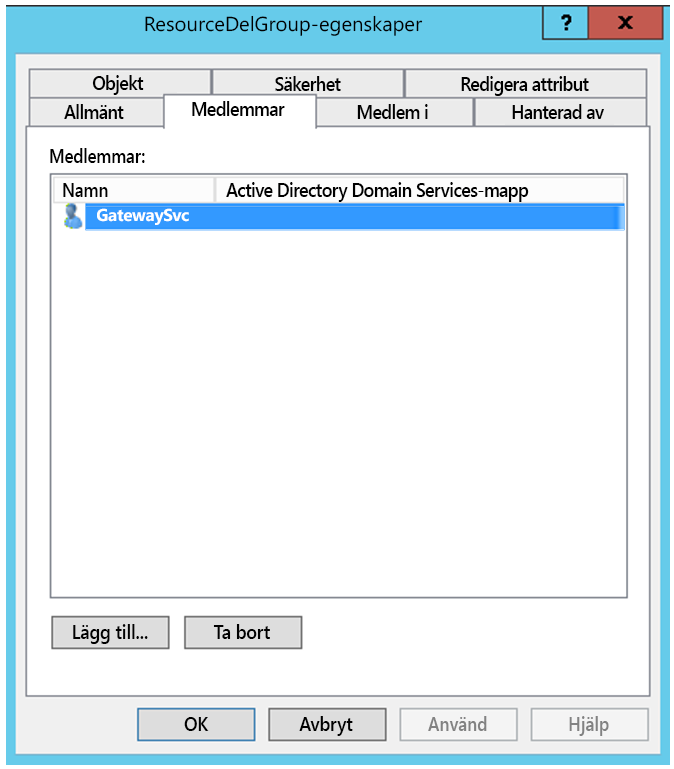 ResourceDelGroup-egenskaper ? x
Objekt Säkerhet Redigera attribut
Allmänt Medlemmar Medlem i Hanterad av
Medlemmar:
Namn Active Directory Domain Services-mapp
GatewaySvc
Lägg till... Ta bort
OK Avbryt Använd Hjälp